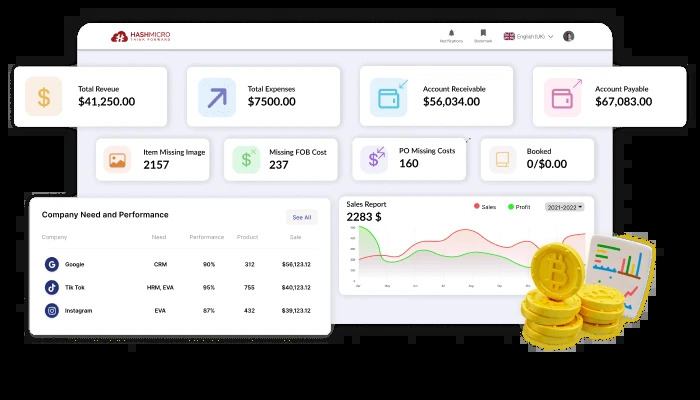 HASHMICRO
THINK FORWARD
Notifications
Bookmark
English (UK)
Total Reveue
$41,250.00
Total Expenses
$7500.00
Account Receivable
$56,034.00
Account Payable
$67,083.00
Item Missing Image
2157
Missing FOB Cost
237
PO Missing Costs
160
Booked
0/$0.00
Company Need and Performance
See All
Company Need Performance Product Sale
Google CRM 90% 312 $56,123.12
Tik Tok HRM, EVA 95% 755 $40,123.12
Instagram EVA 87% 432 $39,123.12
Sales Report
2283 $
Sales
Profit
2021-2022